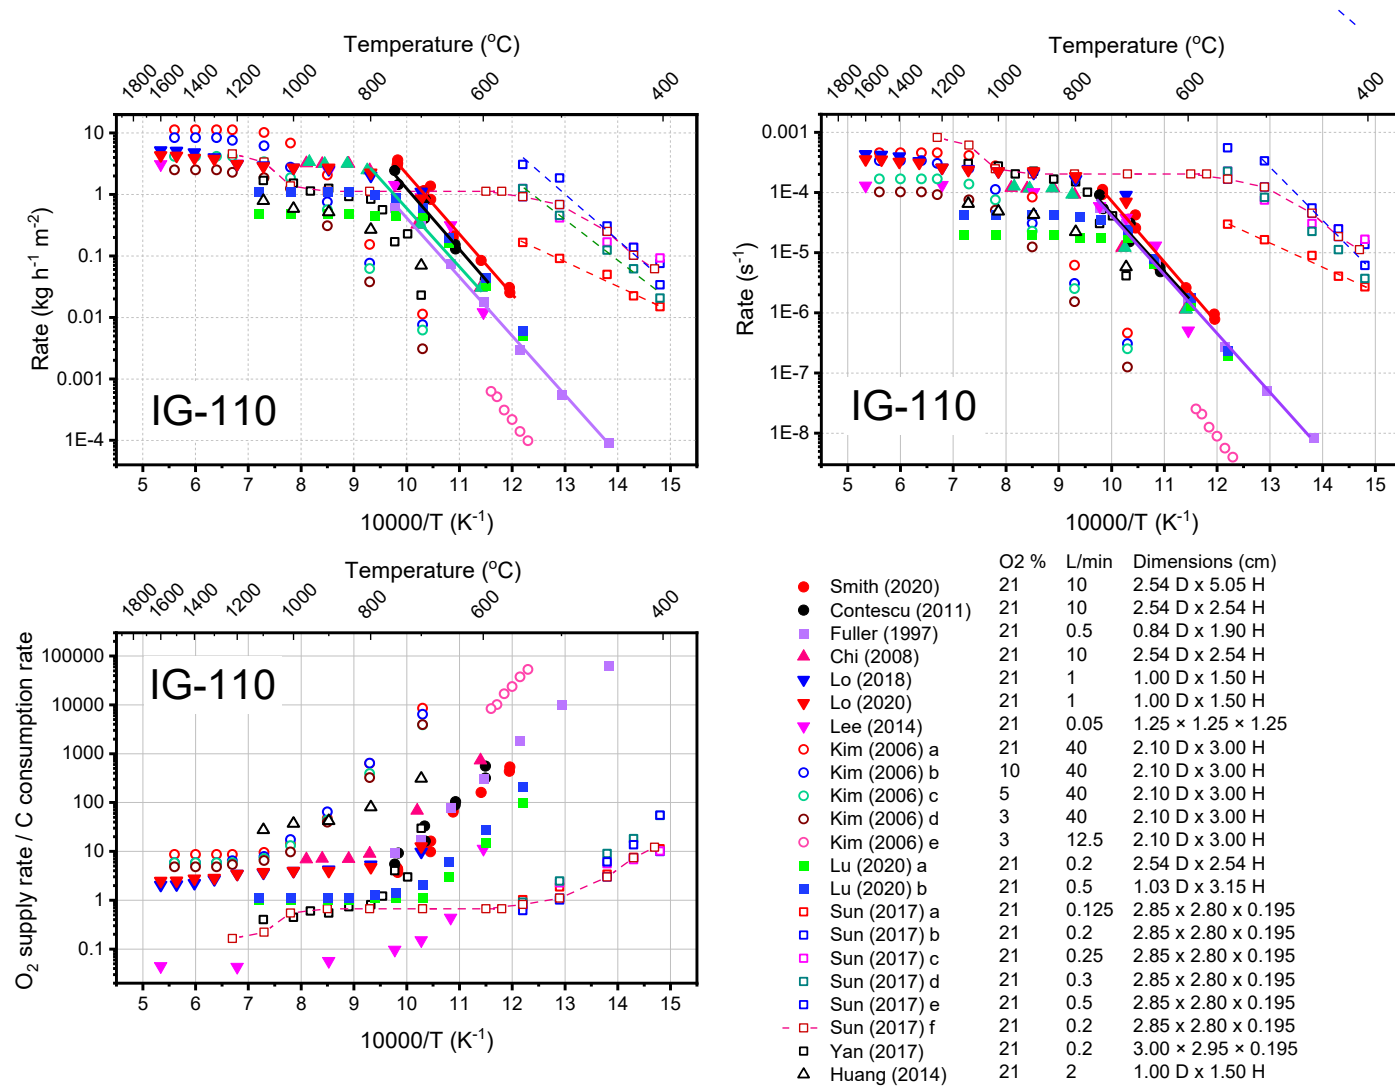 Temperature (°C)
1800 1600 1400 1200 1000 800 600 400
Rate (kg h⁻¹ m⁻²)
10
1
0.1
0.01
0.001
1E-4
IG-110
5 6 7 8 9 10 11 12 13 14 15
10000/T (K⁻¹)
Temperature (°C)
1800 1600 1400 1200 1000 800 600 400
Rate (s⁻¹)
0.001
1E-4
1E-5
1E-6
1E-7
1E-8
IG-110
5 6 7 8 9 10 11 12 13 14 15
10000/T (K⁻¹)
Temperature (°C)
1800 1600 1400 1200 1000 800 600 400
O₂ supply rate / C consumption rate
100000
10000
1000
100
10
1
0.1
IG-110
5 6 7 8 9 10 11 12 13 14 15
10000/T (K⁻¹)
O2 % L/min Dimensions (cm)
Smith (2020) 21 10 2.54 D x 5.05 H
Contescu (2011) 21 10 2.54 D x 2.54 H
Fuller (1997) 21 0.5 0.84 D x 1.90 H
Chi (2008) 21 10 2.54 D x 2.54 H
Lo (2018) 21 1 1.00 D x 1.50 H
Lo (2020) 21 1 1.00 D x 1.50 H
Lee (2014) 21 0.05 1.25 × 1.25 × 1.25
Kim (2006) a 21 40 2.10 D x 3.00 H
Kim (2006) b 10 40 2.10 D x 3.00 H
Kim (2006) c 5 40 2.10 D x 3.00 H
Kim (2006) d 3 40 2.10 D x 3.00 H
Kim (2006) e 3 12.5 2.10 D x 3.00 H
Lu (2020) a 21 0.2 2.54 D x 2.54 H
Lu (2020) b 21 0.5 1.03 D x 3.15 H
Sun (2017) a 21 0.125 2.85 x 2.80 x 0.195
Sun (2017) b 21 0.2 2.85 x 2.80 x 0.195
Sun (2017) c 21 0.25 2.85 x 2.80 x 0.195
Sun (2017) d 21 0.3 2.85 x 2.80 x 0.195
Sun (2017) e 21 0.5 2.85 x 2.80 x 0.195
Sun (2017) f 21 0.2 2.85 x 2.80 x 0.195
Yan (2017) 21 0.2 3.00 × 2.95 × 0.195
Huang (2014) 21 2 1.00 D x 1.50 H